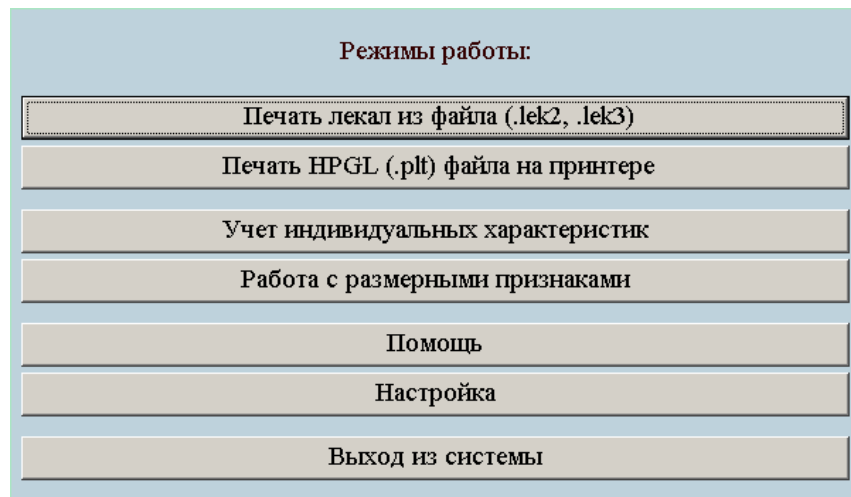 Режимы работы:
Печать лекал из файла (.lek2, .lek3)
Печать HPGL (.plt) файла на принтере
Учет индивидуальных характеристик
Работа с размерными признаками
Помощь
Настройка
Выход из системы